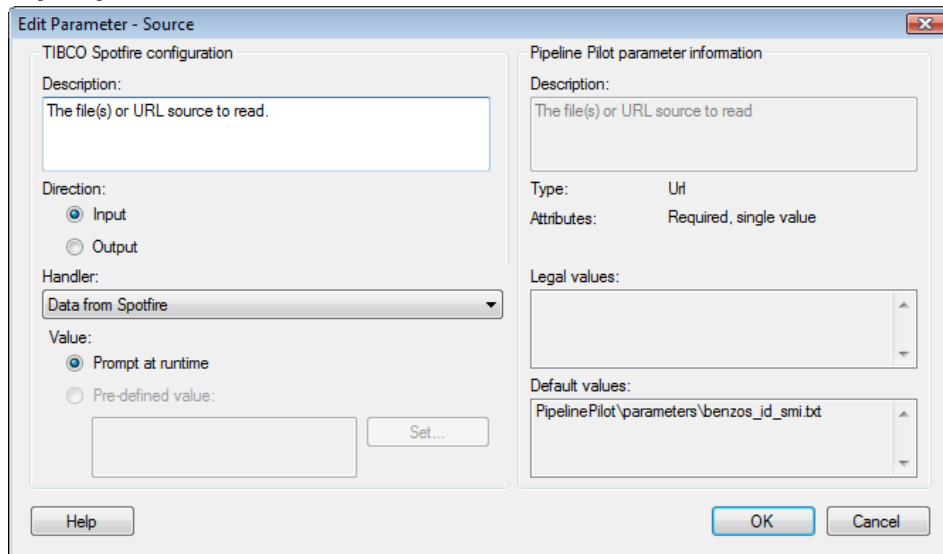 Edit Parameter - Source
TIBCO Spotfire configuration
Description:
The file(s) or URL source to read.
Direction:
Input
Output
Handler:
Data from Spotfire
Value:
Prompt at runtime
Pre-defined value:
Set...
Pipeline Pilot parameter information
Description:
The file(s) or URL source to read
Type: Url
Attributes: Required, single value
Legal values:
Default values:
PipelinePilot\parameters\benzos_id_smi.txt
Help
OK
Cancel